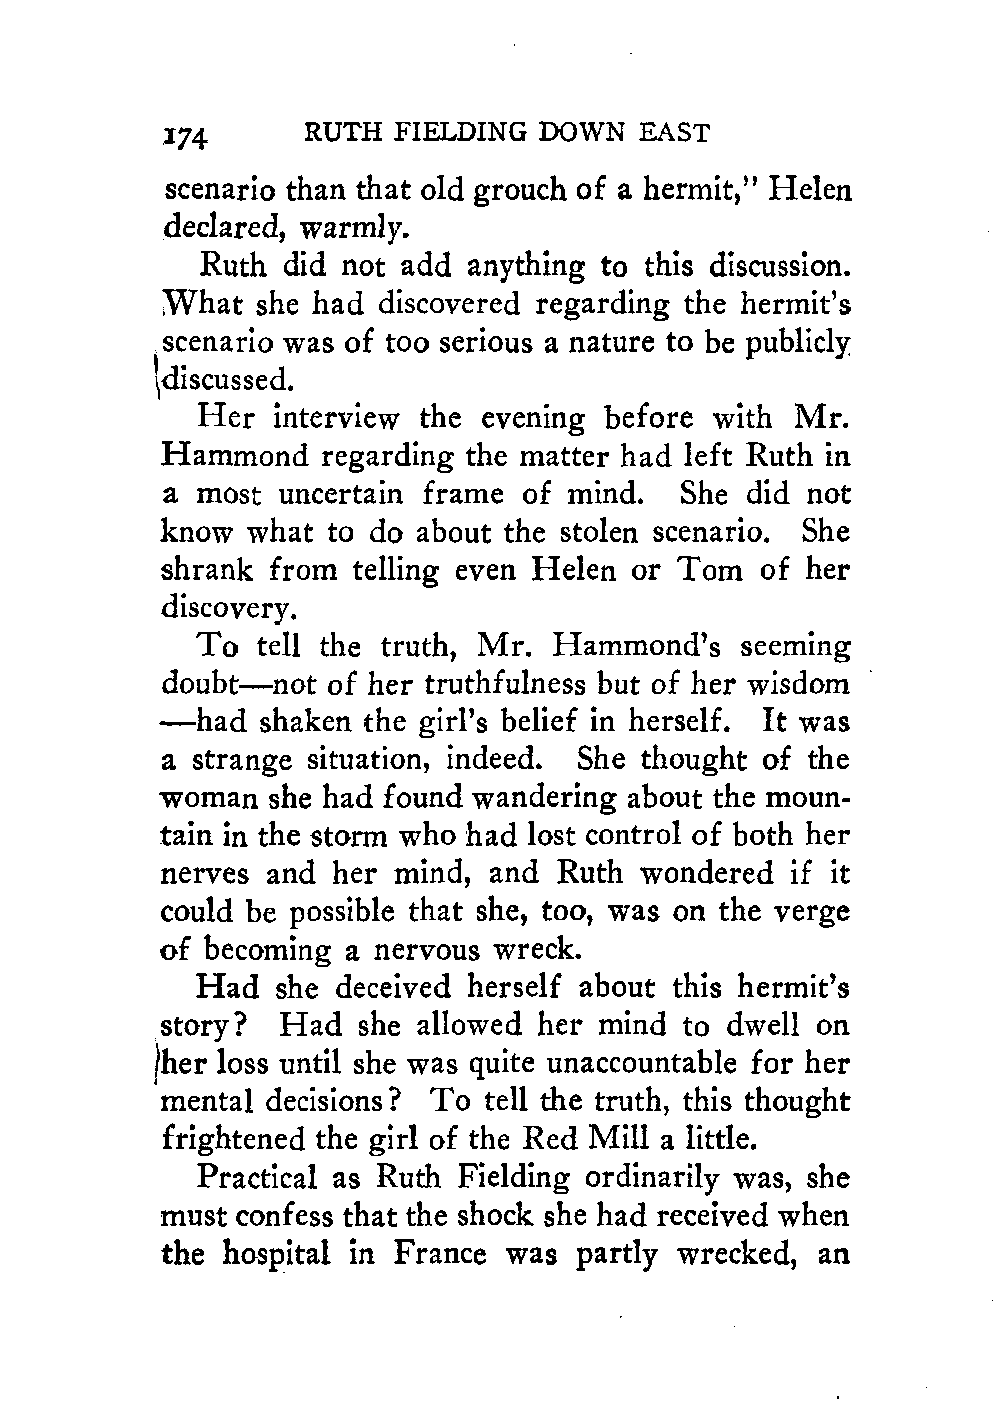 174 RUTH FIELDING DOWN EAST
scenario than that old grouch of a hermit," Helen
declared, warmly.
Ruth did not add anything to this discussion.
What she had discovered regarding the hermit's
scenario was of too serious a nature to be publicly
discussed.
Her interview the evening before with Mr.
Hammond regarding the matter had left Ruth in
a most uncertain frame of mind. She did not
know what to do about the stolen scenario. She
shrank from telling even Helen or Tom of her
discovery.
To tell the truth, Mr. Hammond's seeming
doubt—not of her truthfulness but of her wisdom
—had shaken the girl's belief in herself. It was
a strange situation, indeed. She thought of the
woman she had found wandering about the moun-
tain in the storm who had lost control of both her
nerves and her mind, and Ruth wondered if it
could be possible that she, too, was on the verge
of becoming a nervous wreck.
Had she deceived herself about this hermit's
story? Had she allowed her mind to dwell on
her loss until she was quite unaccountable for her
mental decisions? To tell the truth, this thought
frightened the girl of the Red Mill a little.
Practical as Ruth Fielding ordinarily was, she
must confess that the shock she had received when
the hospital in France was partly wrecked, an